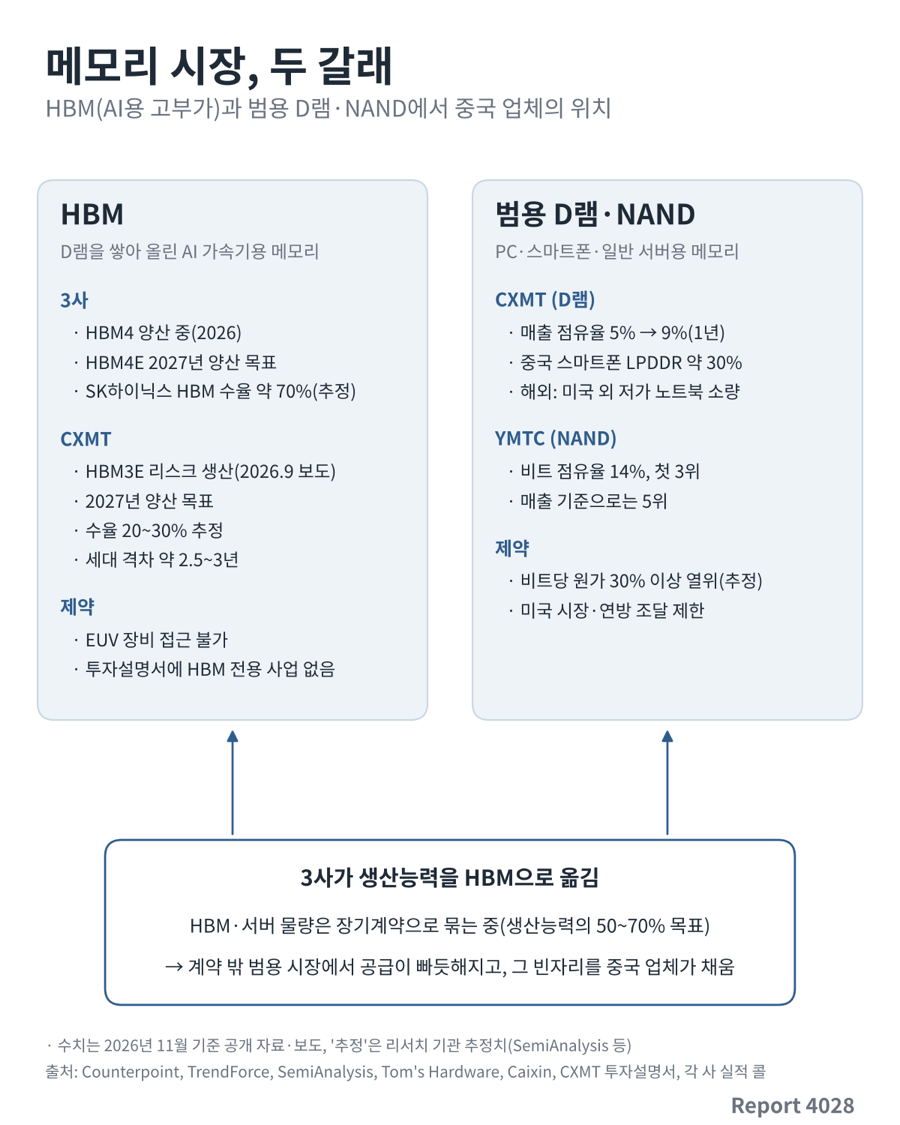 메모리 시장, 두 갈래
HBM(AI용 고부가)과 범용 D램·NAND에서 중국 업체의 위치
HBM
D램을 쌓아 올린 AI 가속기용 메모리
3사
· HBM4 양산 중(2026)
· HBM4E 2027년 양산 목표
· SK하이닉스 HBM 수율 약 70%(추정)
CXMT
· HBM3E 리스크 생산(2026.9 보도)
· 2027년 양산 목표
· 수율 20~30% 추정
· 세대 격차 약 2.5~3년
제약
· EUV 장비 접근 불가
· 투자설명서에 HBM 전용 사업 없음
범용 D램·NAND
PC·스마트폰·일반 서버용 메모리
CXMT (D램)
· 매출 점유율 5% → 9%(1년)
· 중국 스마트폰 LPDDR 약 30%
· 해외: 미국 외 저가 노트북 소량
YMTC (NAND)
· 비트 점유율 14%, 첫 3위
· 매출 기준으로는 5위
제약
· 비트당 원가 30% 이상 열위(추정)
· 미국 시장·연방 조달 제한
3사가 생산능력을 HBM으로 옮김
HBM·서버 물량은 장기계약으로 묶는 중(생산능력의 50~70% 목표)
→ 계약 밖 범용 시장에서 공급이 빠듯해지고, 그 빈자리를 중국 업체가 채움
· 수치는 2026년 11월 기준 공개 자료·보도, '추정'은 리서치 기관 추정치(SemiAnalysis 등)
출처: Counterpoint, TrendForce, SemiAnalysis, Tom's Hardware, Caixin, CXMT 투자설명서, 각 사 실적 콜
Report 4028